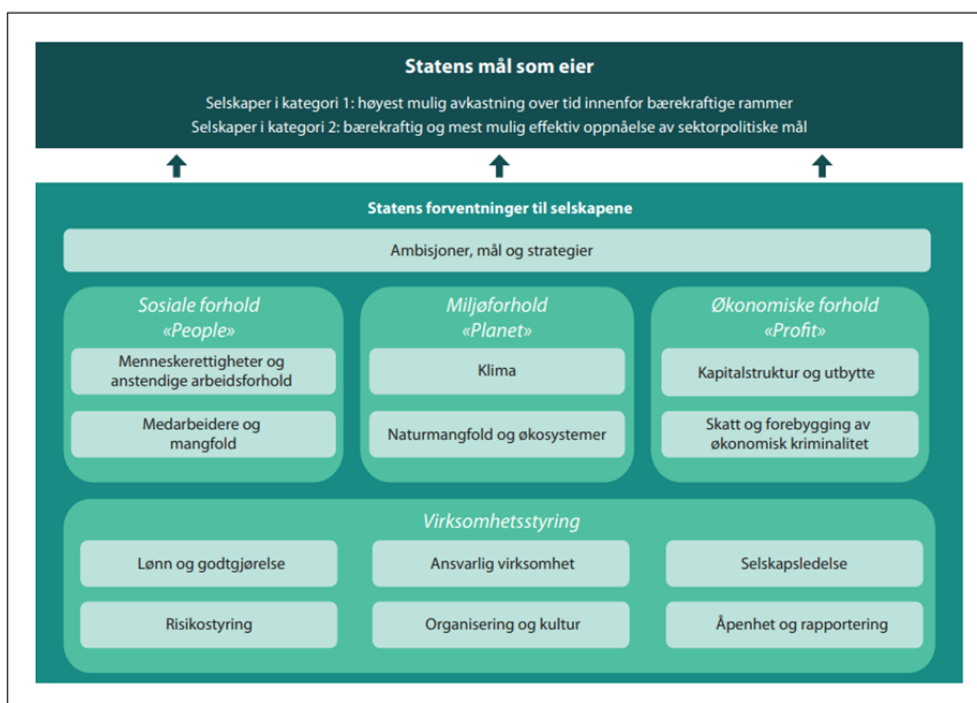 Statens mål som eier
Selskaper i kategori 1: høyest mulig avkastning over tid innenfor bærekraftige rammer
Selskaper i kategori 2: bærekraftig og mest mulig effektiv oppnåelse av sektorpolitiske mål
Statens forventninger til selskapene
Ambisjoner, mål og strategier
Sosiale forhold
«People»
Menneskerettigheter og
anstendige arbeidsforhold
Medarbeidere og
mangfold
Miljøforhold
«Planet»
Klima
Naturmangfold og økosystemer
Økonomiske forhold
«Profit»
Kapitalstruktur og utbytte
Skatt og forebygging av
økonomisk kriminalitet
Virksomhetsstyring
Lønn og godtgjørelse
Ansvarlig virksomhet
Selskapsledelse
Risikostyring
Organisering og kultur
Åpenhet og rapportering